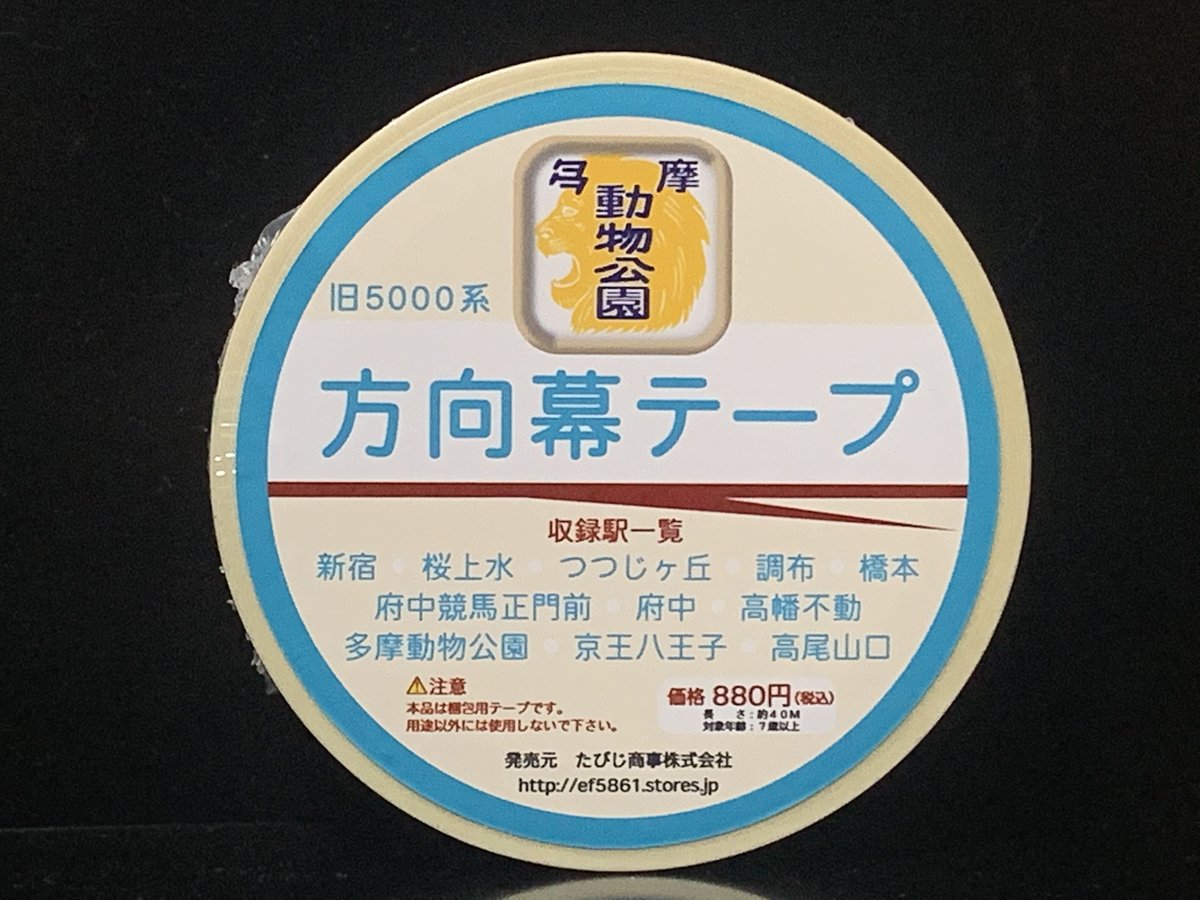 多摩
動物公園
旧5000系
方向幕テープ
収録駅一覧
新宿 桜上水 つつじヶ丘 調布 橋本
府中競馬正門前 府中 高幡不動
多摩動物公園 京王八王子 高尾山口
⚠注意
本品は梱包用テープです。
用途以外には使用しないで下さい。
価格 880円(税込)
長さ:約40M
対象年齢:7歳以上
発売元 たびじ商事株式会社
http://ef5861.stores.jp